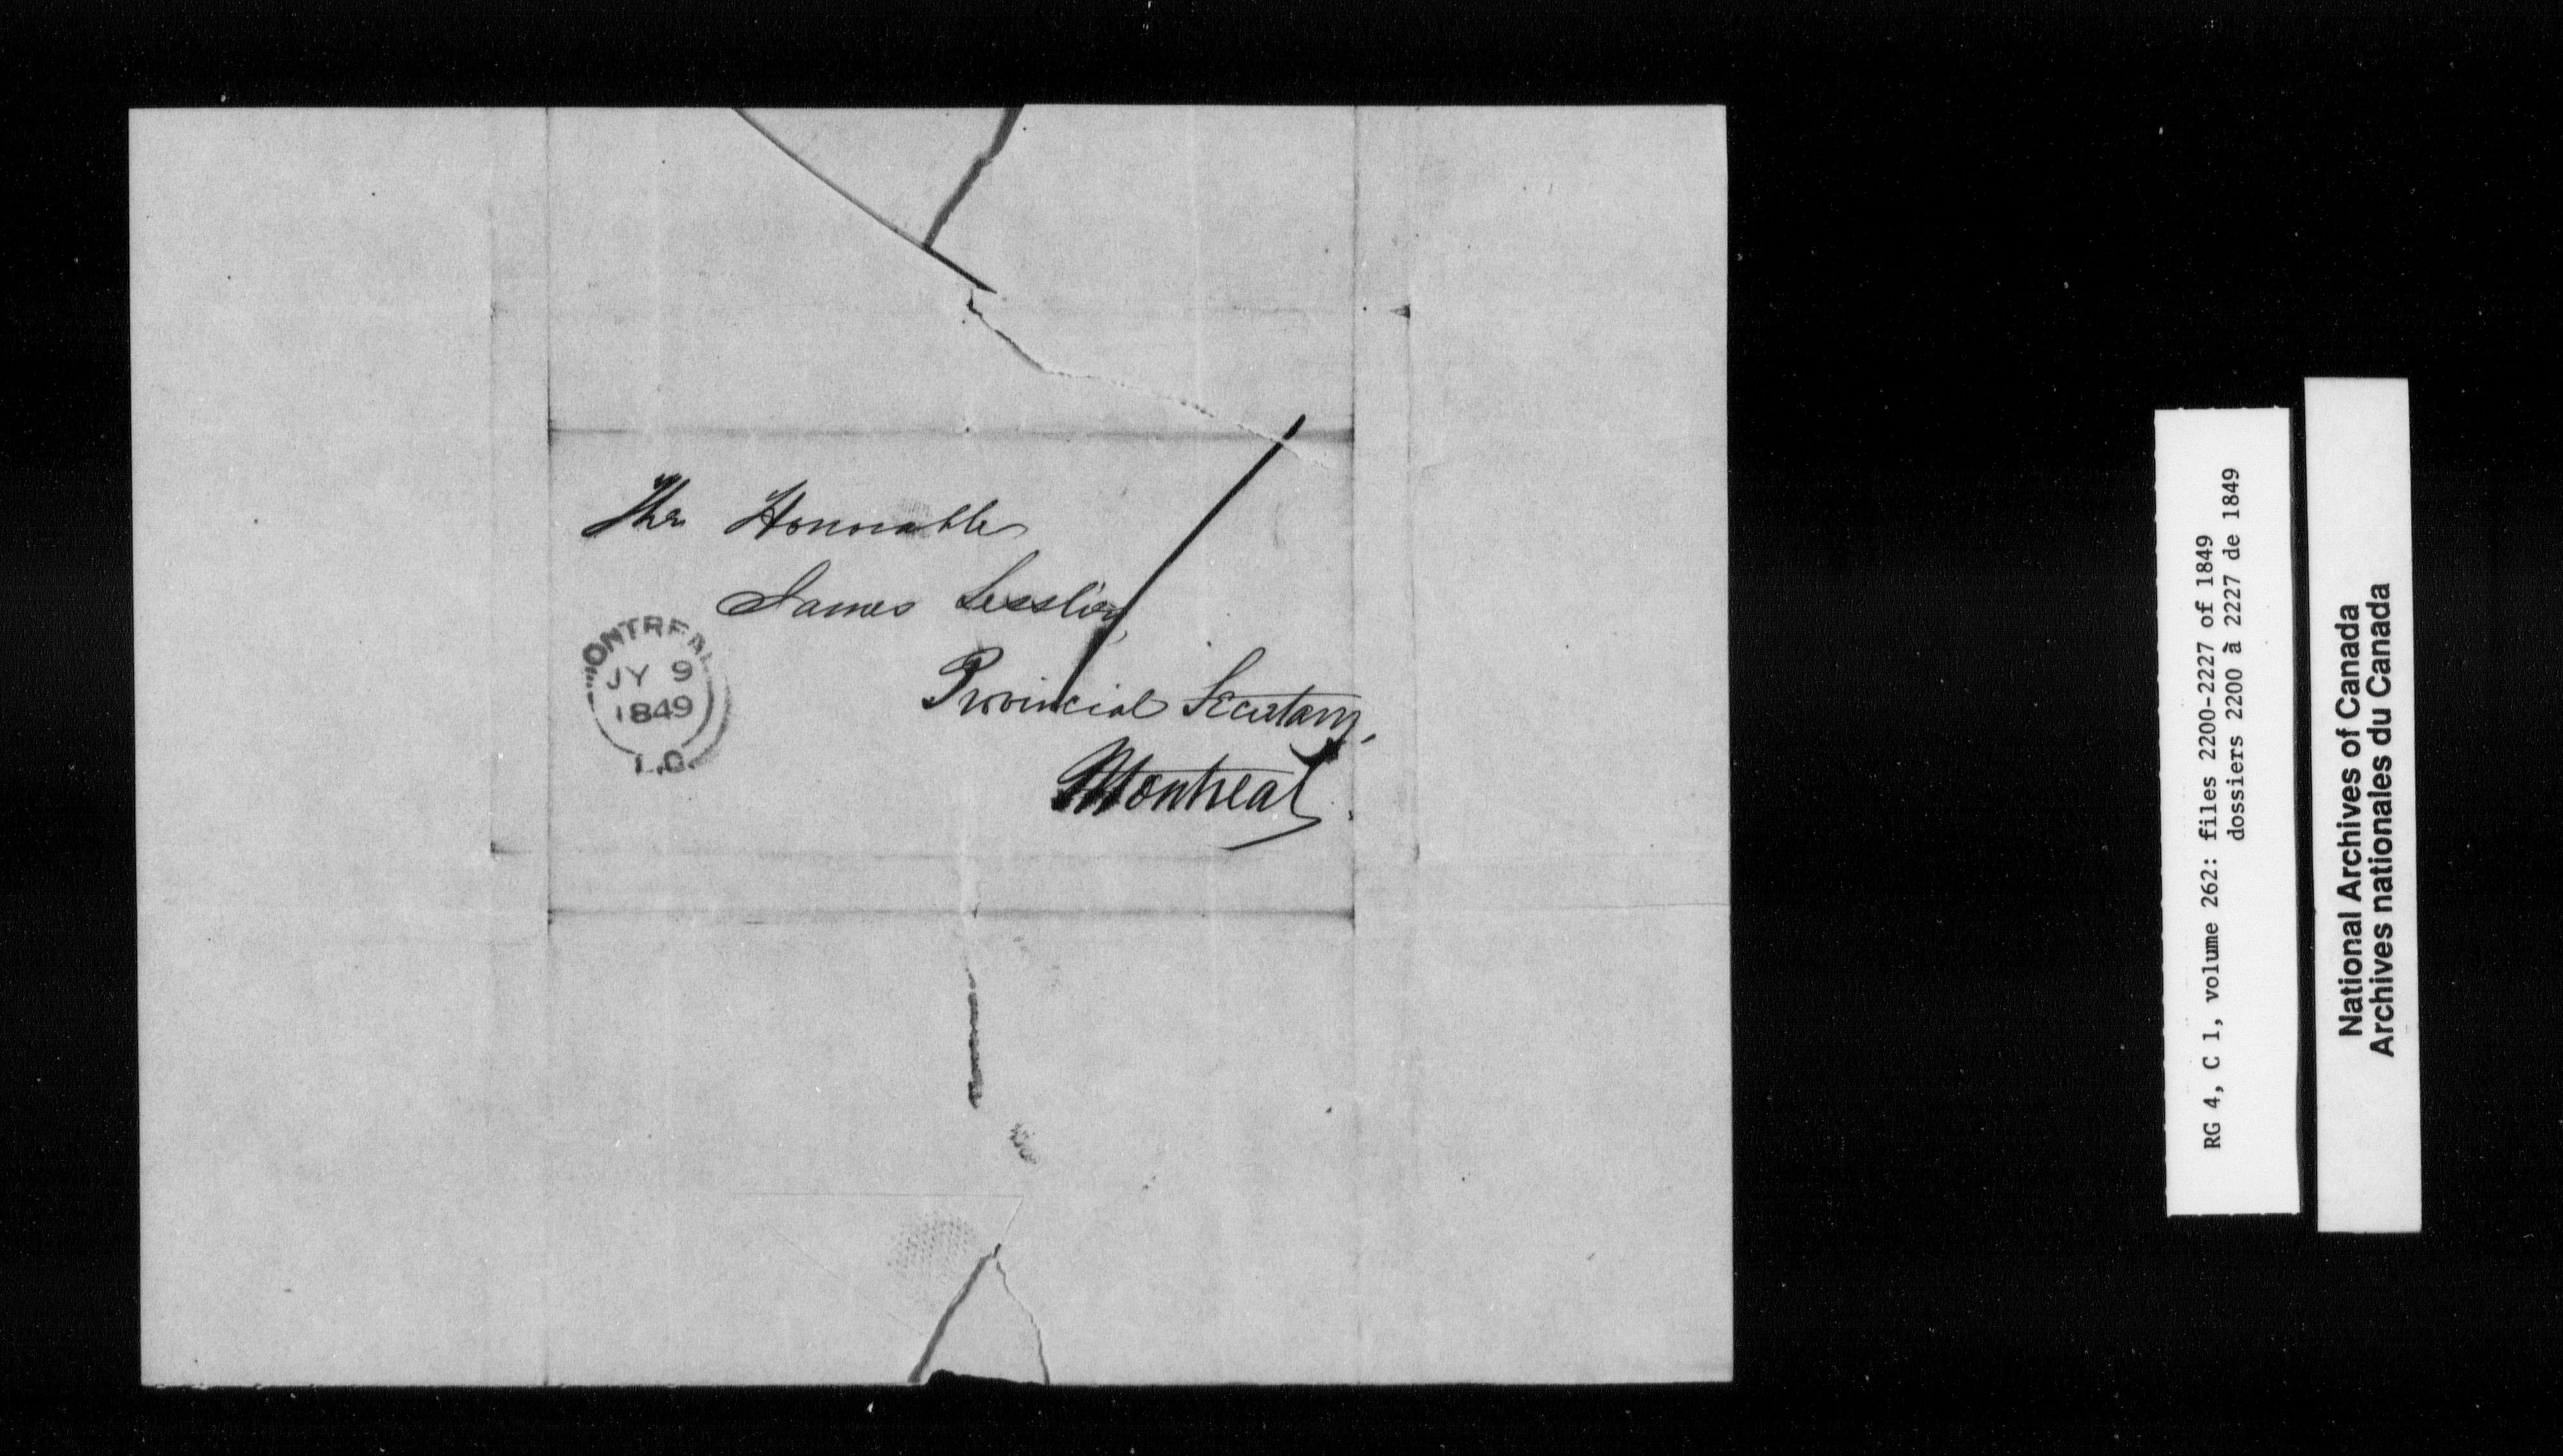 The Honorable
James Lesslie,
Provincial Secretary,
Montreal.
MONTREAL
JY 9
1849
L.C.
RG 4, C 1, volume 262: files 2200-2227 of 1849
dossiers 2200 à 2227 de 1849
National Archives of Canada
Archives nationales du Canada